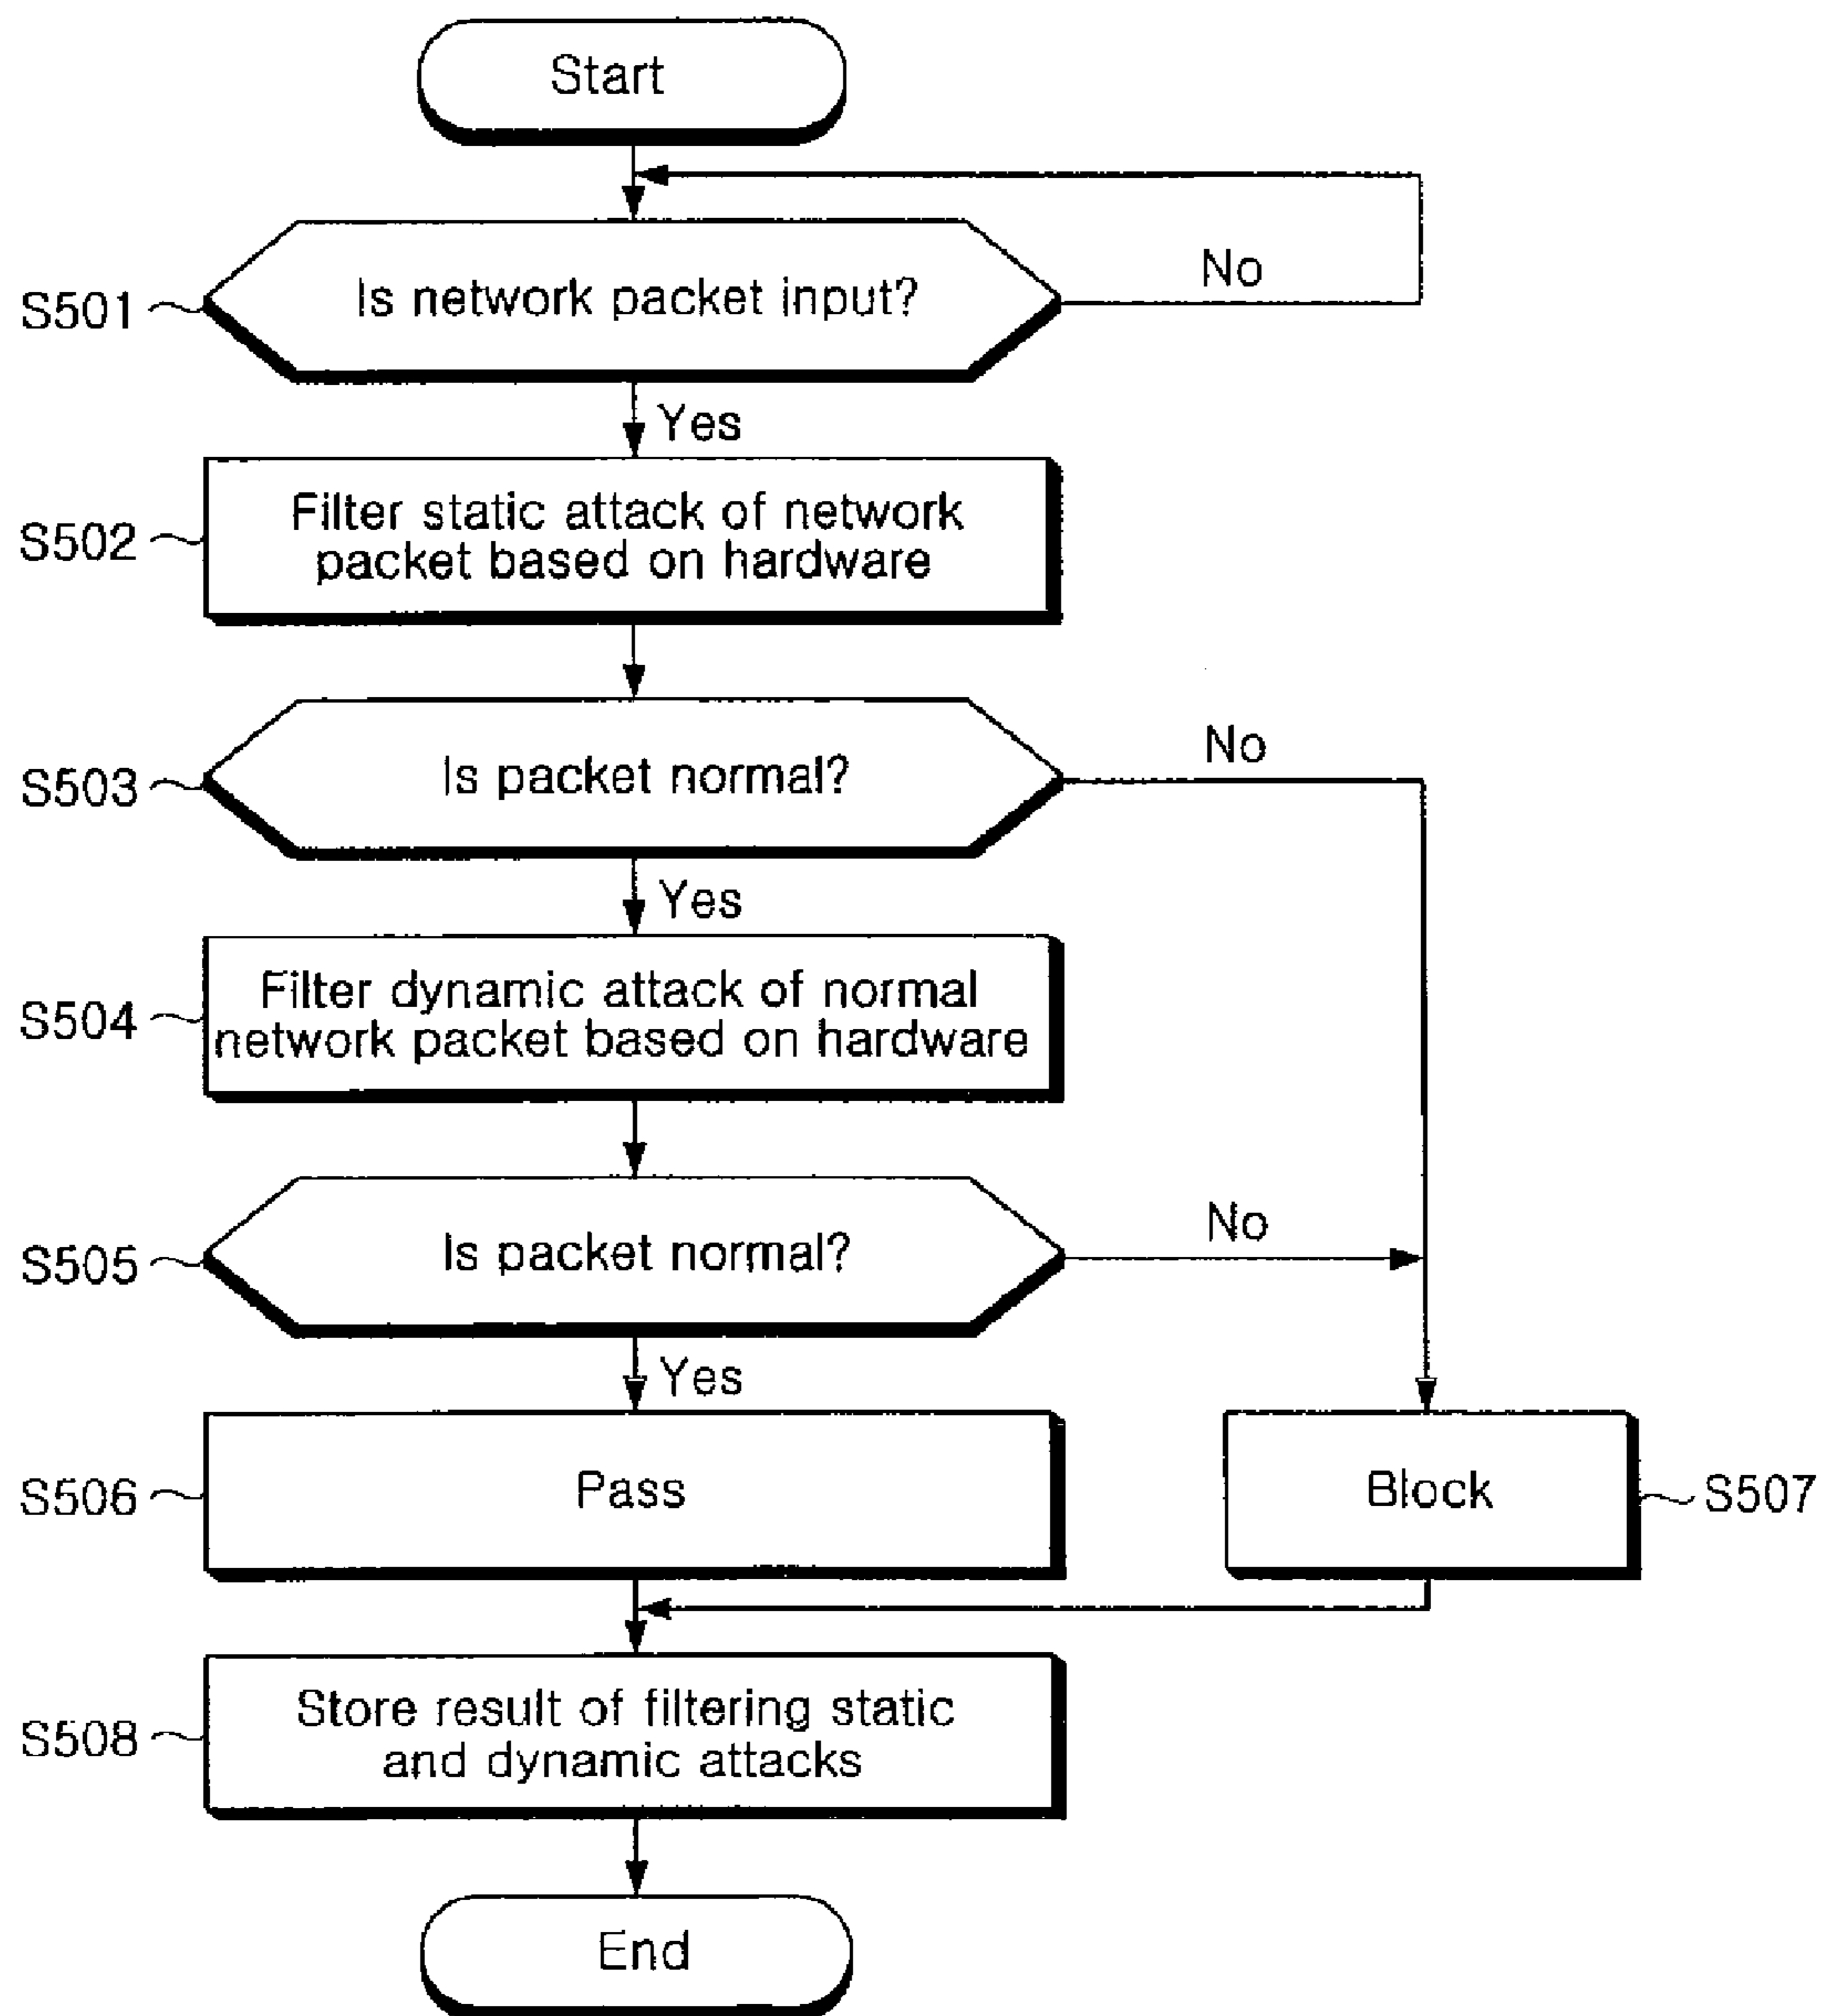 Start
Is network packet input?
No
S501
Yes
Filter static attack of network
packet based on hardware
S502
Is packet normal?
No
S503
Yes
Filter dynamic attack of normal
network packet based on hardware
S504
Is packet normal?
No
S505
Yes
Pass
S506
Block
S507
Store result of filtering static
and dynamic attacks
S508
End